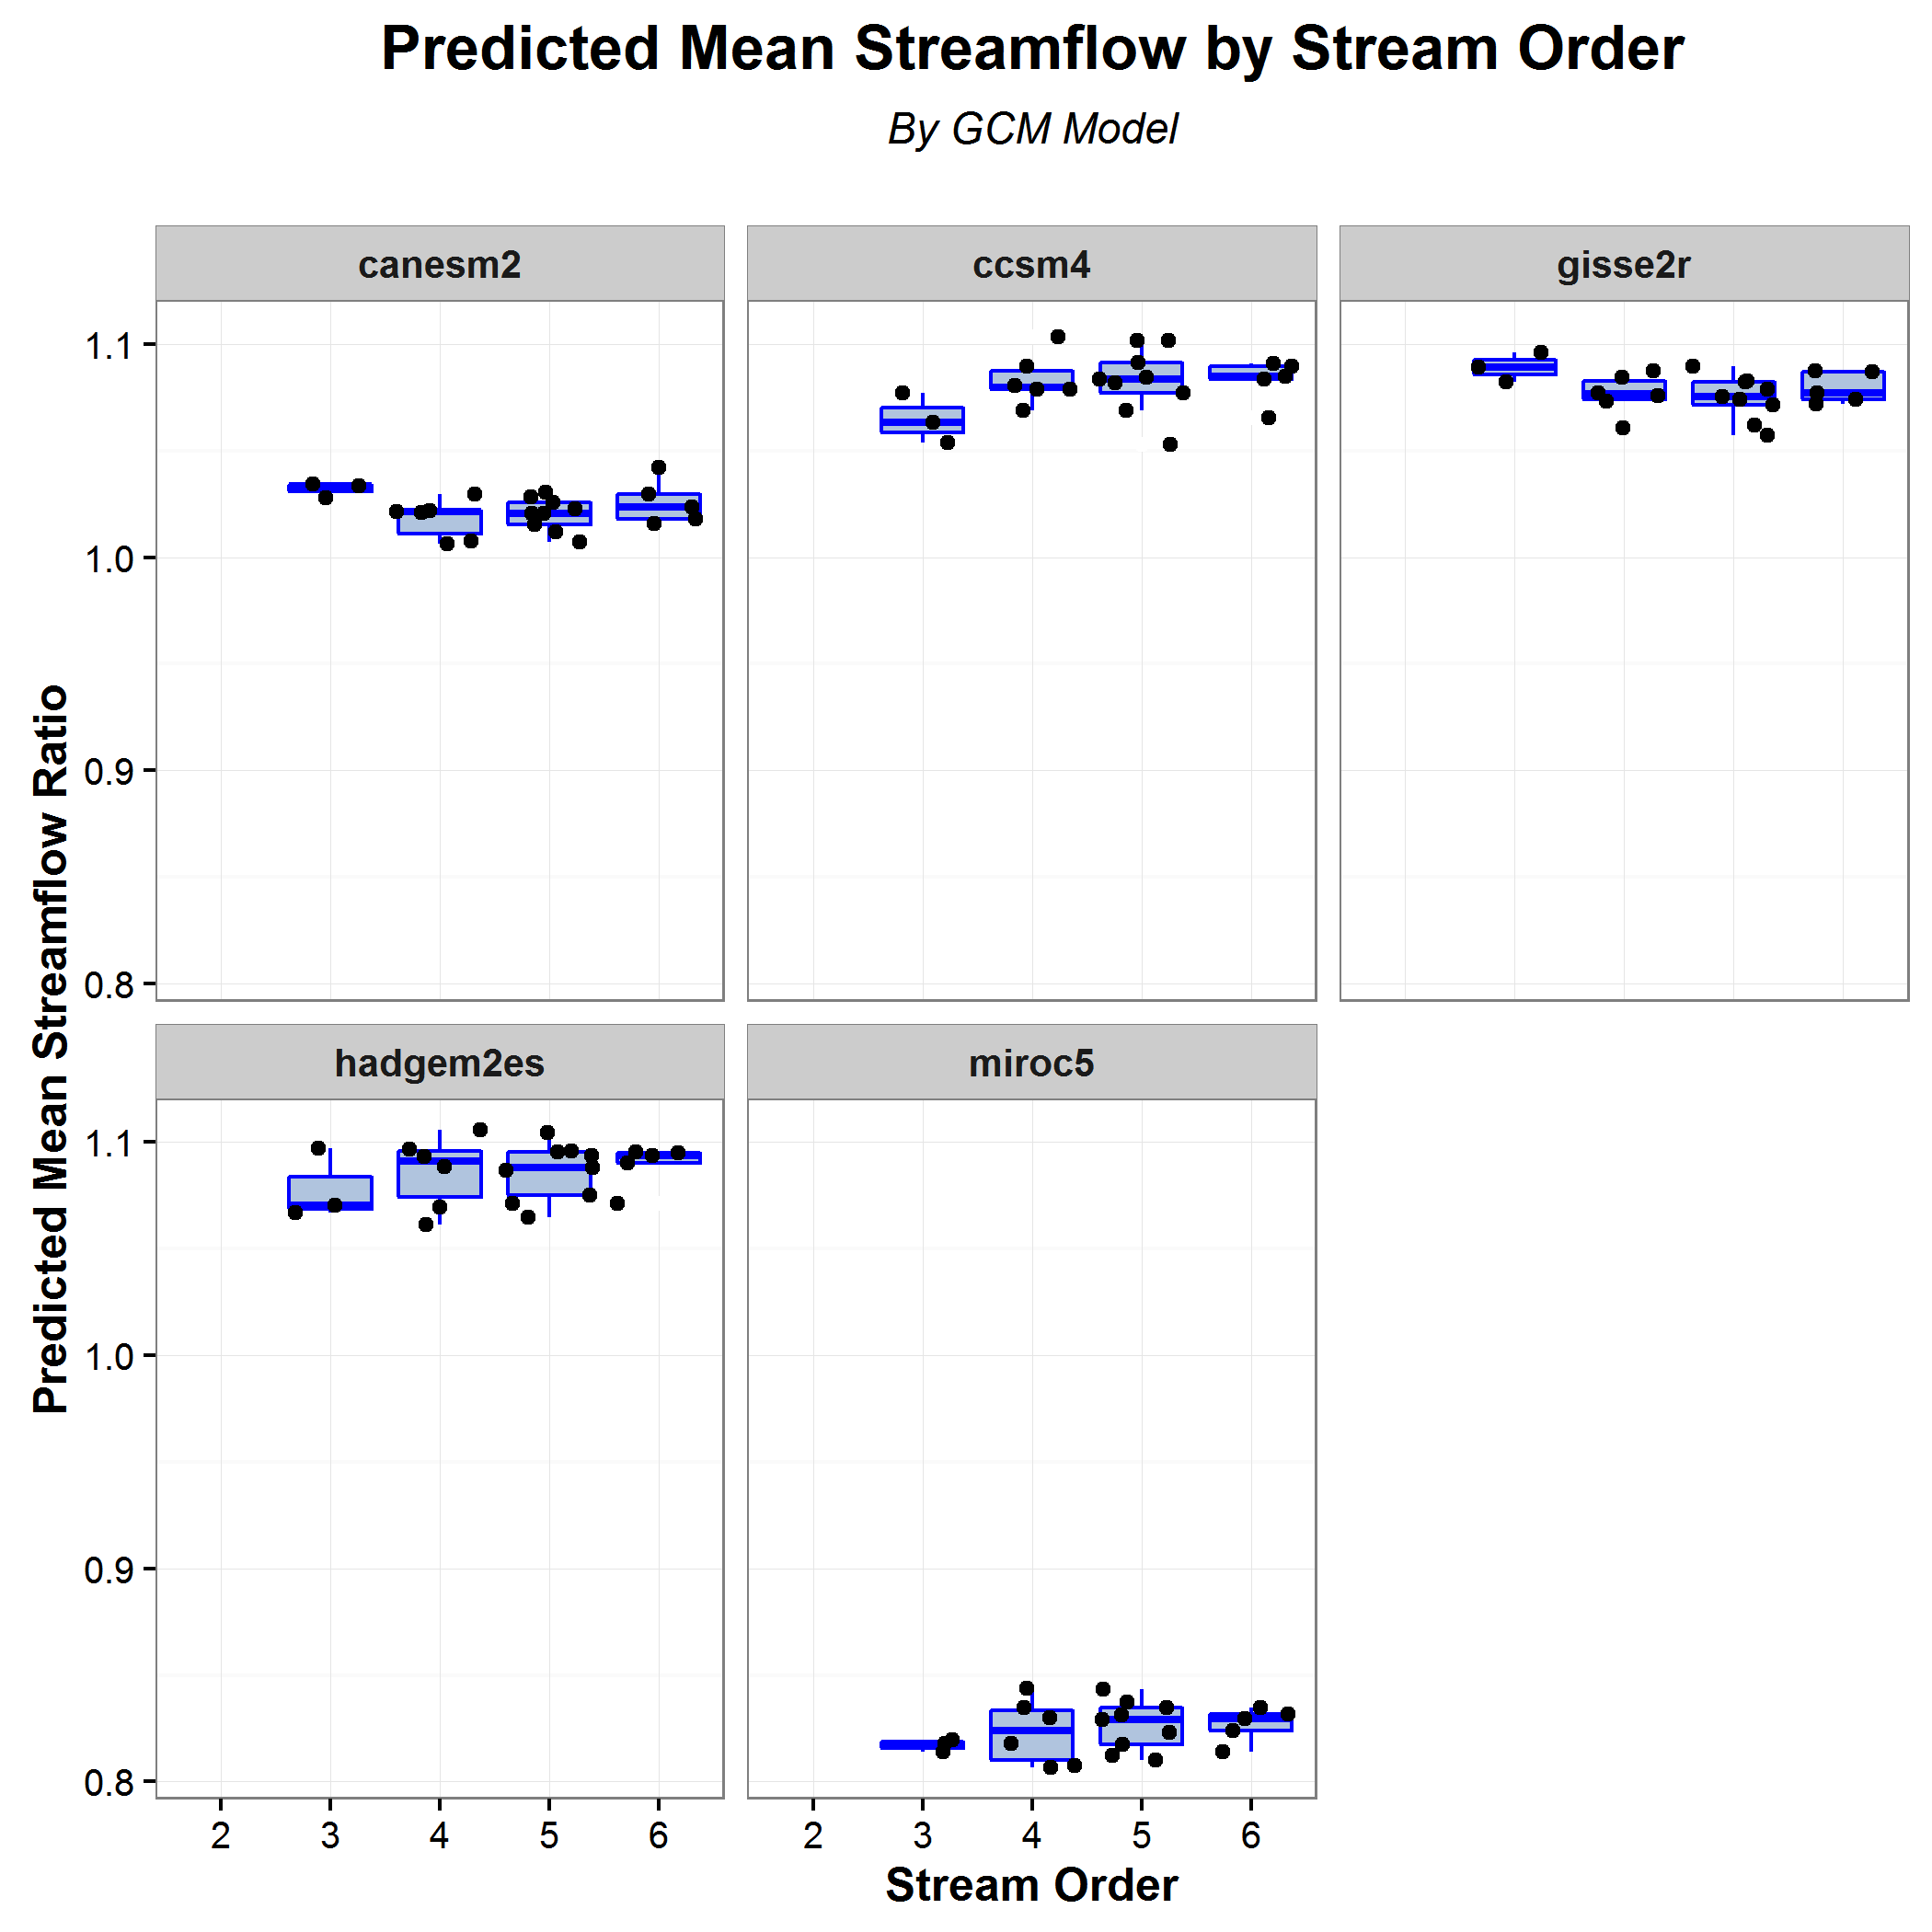 Predicted Mean Streamflow by Stream Order
By GCM Model
canesm2
ccsm4
gisse2r
1.1
1.0
0.9
0.8
Predicted Mean Streamflow Ratio
hadgem2es
miroc5
1.1
1.0
0.9
0.8
2 3 4 5 6
2 3 4 5 6
Stream Order